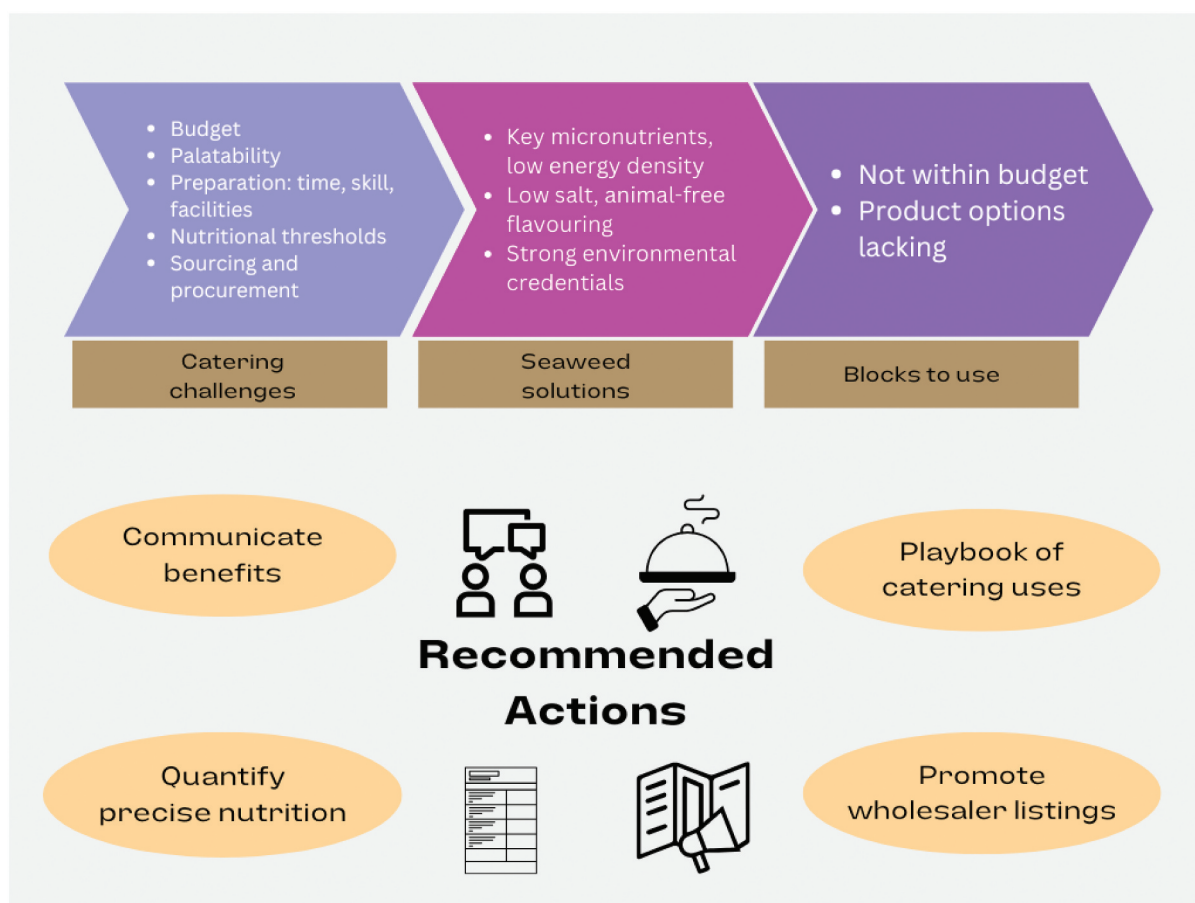 • Budget
• Palatability
• Preparation: time, skill,
facilities
• Nutritional thresholds
• Sourcing and
procurement
Catering
challenges
• Key micronutrients,
low energy density
• Low salt, animal-free
flavouring
• Strong environmental
credentials
Seaweed
solutions
• Not within budget
• Product options
lacking
Blocks to use
Communicate
benefits
Playbook of
catering uses
Recommended
Actions
Quantify
precise nutrition
Promote
wholesaler listings